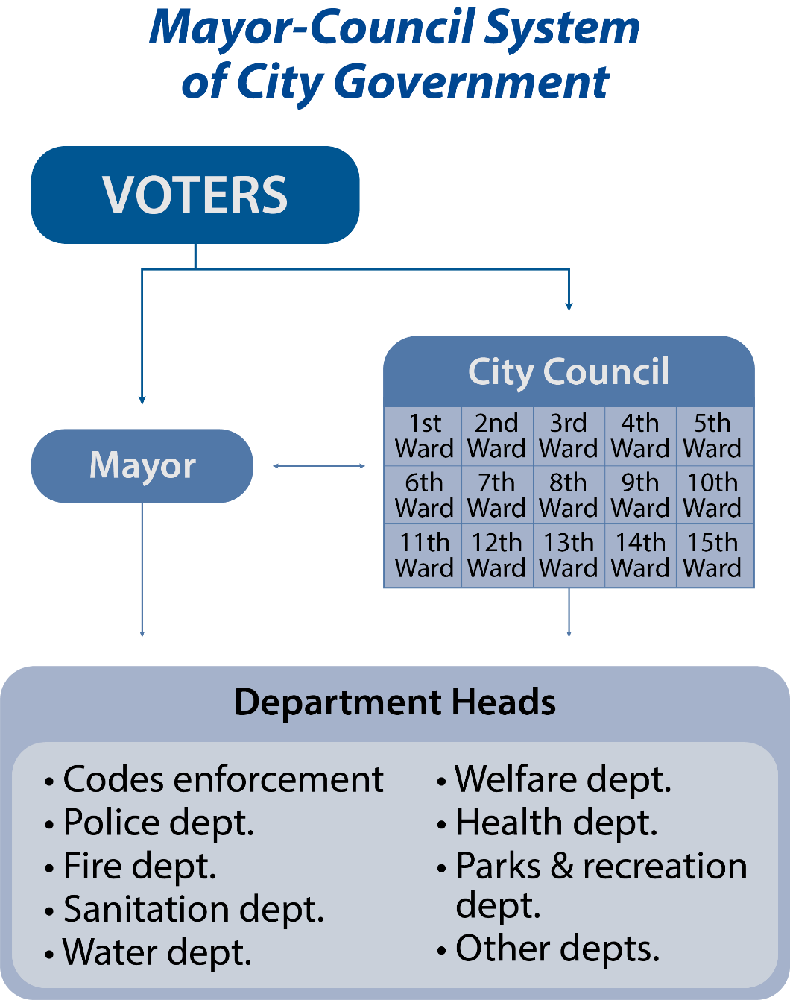 Mayor-Council System
of City Government
VOTERS
City Council
1st Ward
2nd Ward
3rd Ward
4th Ward
5th Ward
6th Ward
7th Ward
8th Ward
9th Ward
10th Ward
11th Ward
12th Ward
13th Ward
14th Ward
15th Ward
Mayor
Department Heads
• Codes enforcement
• Police dept.
• Fire dept.
• Sanitation dept.
• Water dept.
• Welfare dept.
• Health dept.
• Parks & recreation
dept.
• Other depts.